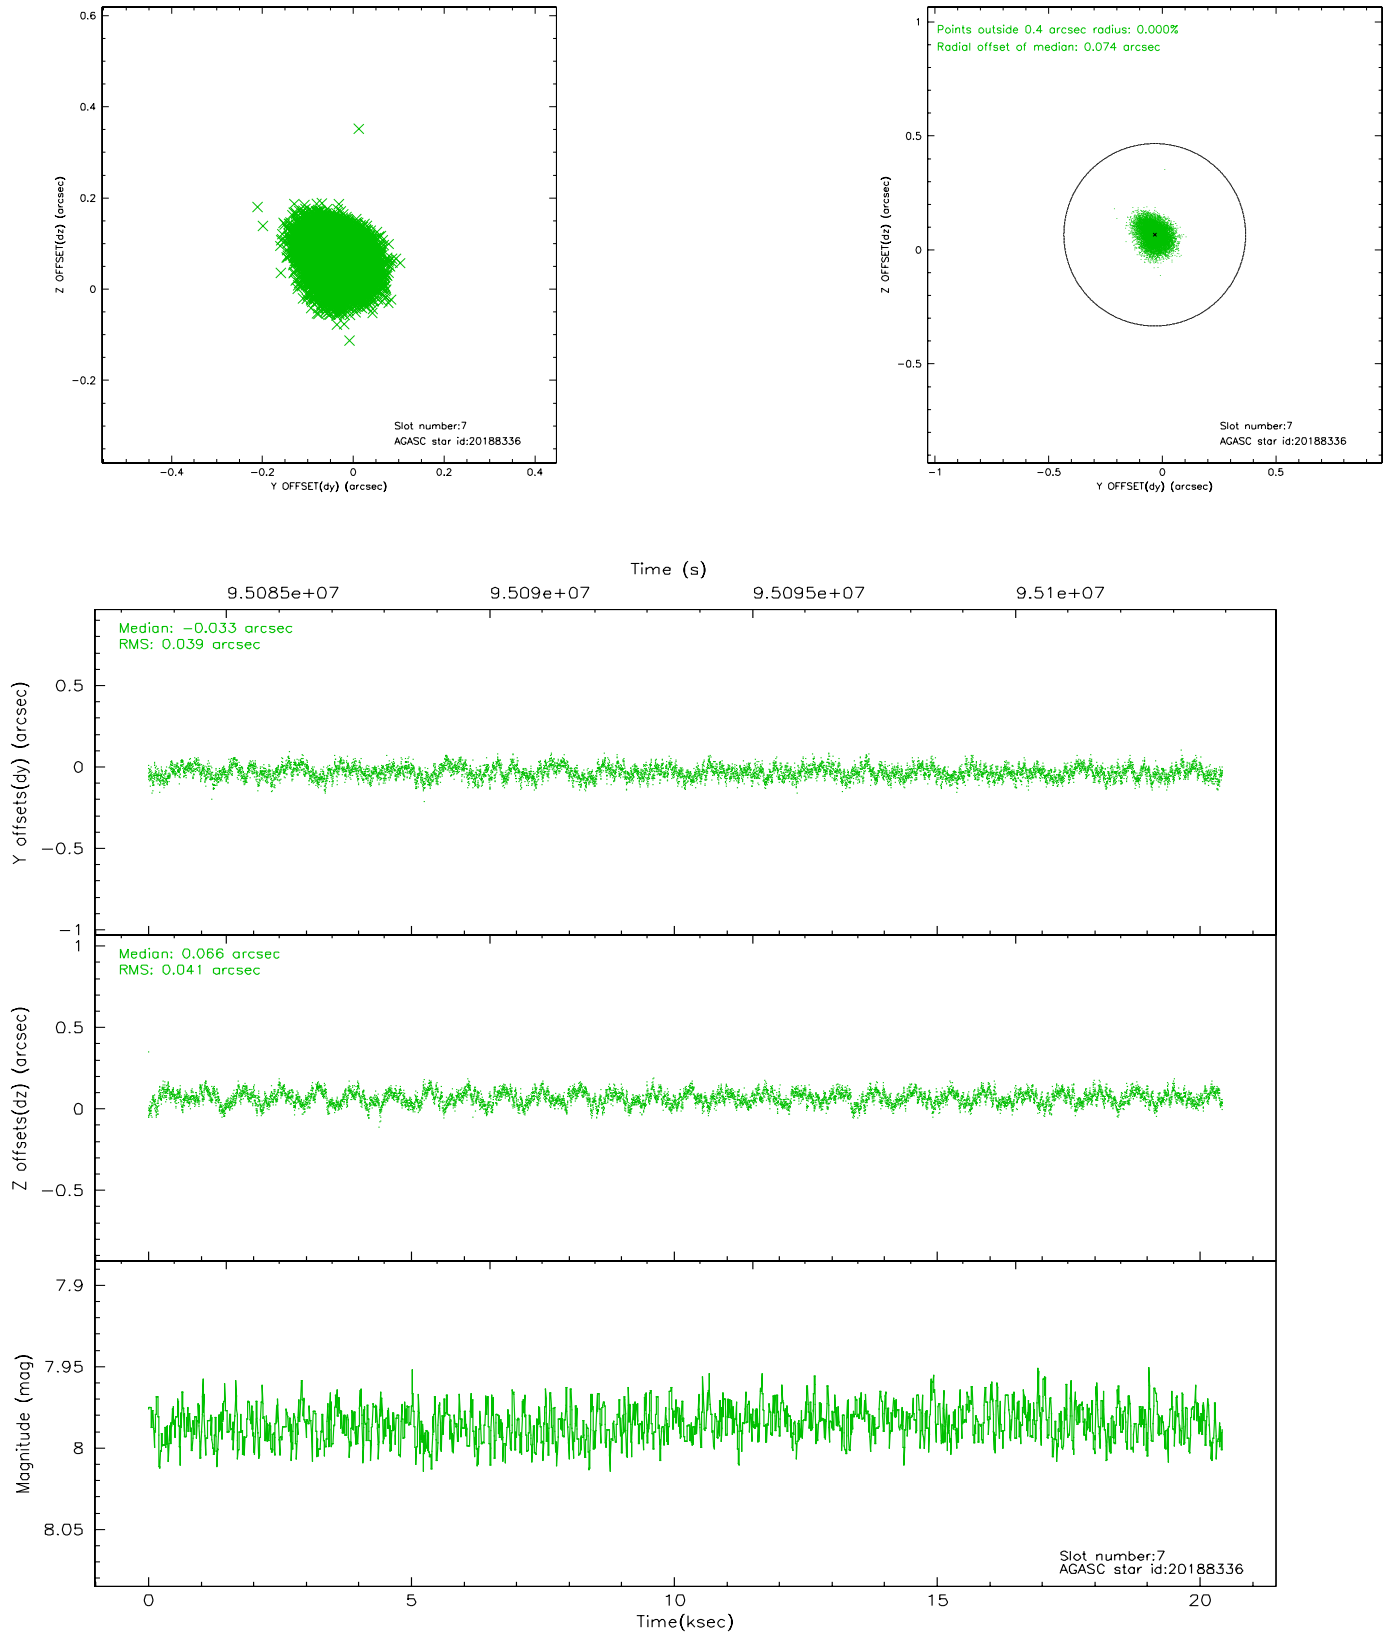 0.6
0.4
0.2
0
−0.2
Z OFFSET(dz) (arcsec)
Slot number:7
AGASC star id:20188336
−0.4 −0.2 0 0.2 0.4
Y OFFSET(dy) (arcsec)
Points outside 0.4 arcsec radius: 0.000%
Radial offset of median: 0.074 arcsec
1
0.5
0
−0.5
Z OFFSET(dz) (arcsec)
Slot number:7
AGASC star id:20188336
−1 −0.5 0 0.5
Y OFFSET(dy) (arcsec)
Time (s)
9.5085e+07 9.509e+07 9.5095e+07 9.51e+07
Median: −0.033 arcsec
RMS: 0.039 arcsec
0.5
0
−0.5
−1
Y offsets(dy) (arcsec)
Median: 0.066 arcsec
RMS: 0.041 arcsec
1
0.5
0
−0.5
Z offsets(dz) (arcsec)
7.9
7.95
8
8.05
Magnitude (mag)
Slot number:7
AGASC star id:20188336
0 5 10 15 20
Time(ksec)